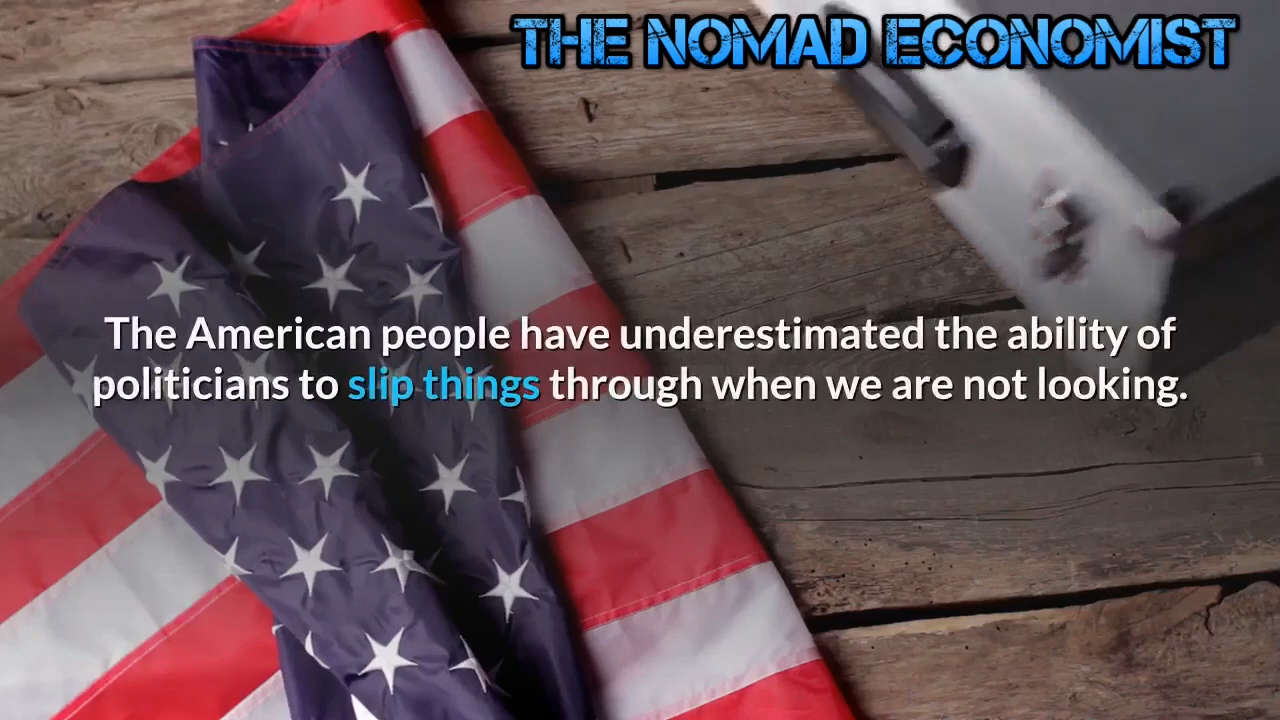 THE NOMAD ECONOMIST
The American people have underestimated the ability of
politicians to slip things through when we are not looking.